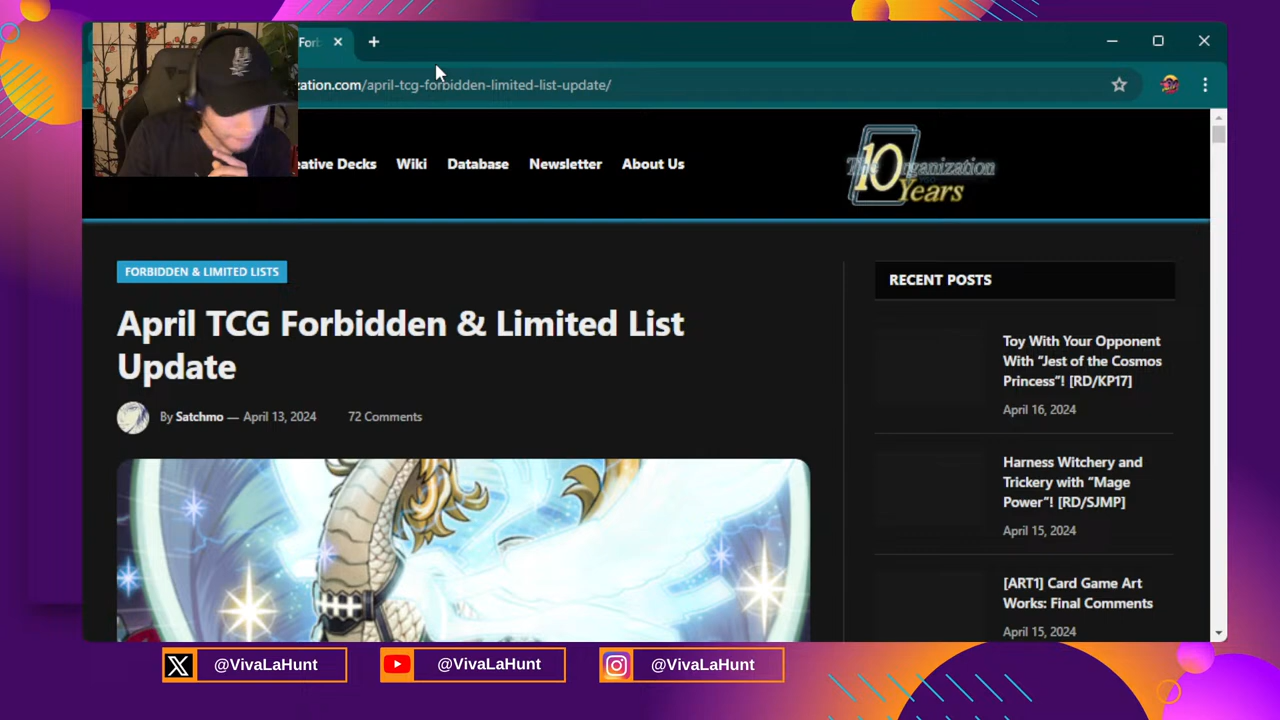 For
zation.com/april-tcg-forbidden-limited-list-update/
eative Decks Wiki Database Newsletter About Us
The 10 Organization
Years
FORBIDDEN & LIMITED LISTS
April TCG Forbidden & Limited List
Update
By Satchmo — April 13, 2024 72 Comments
RECENT POSTS
Toy With Your Opponent
With “Jest of the Cosmos
Princess”! [RD/KP17]
April 16, 2024
Harness Witchery and
Trickery with “Mage
Power”! [RD/SJMP]
April 15, 2024
[ART1] Card Game Art
Works: Final Comments
April 15, 2024
@VivaLaHunt @VivaLaHunt @VivaLaHunt